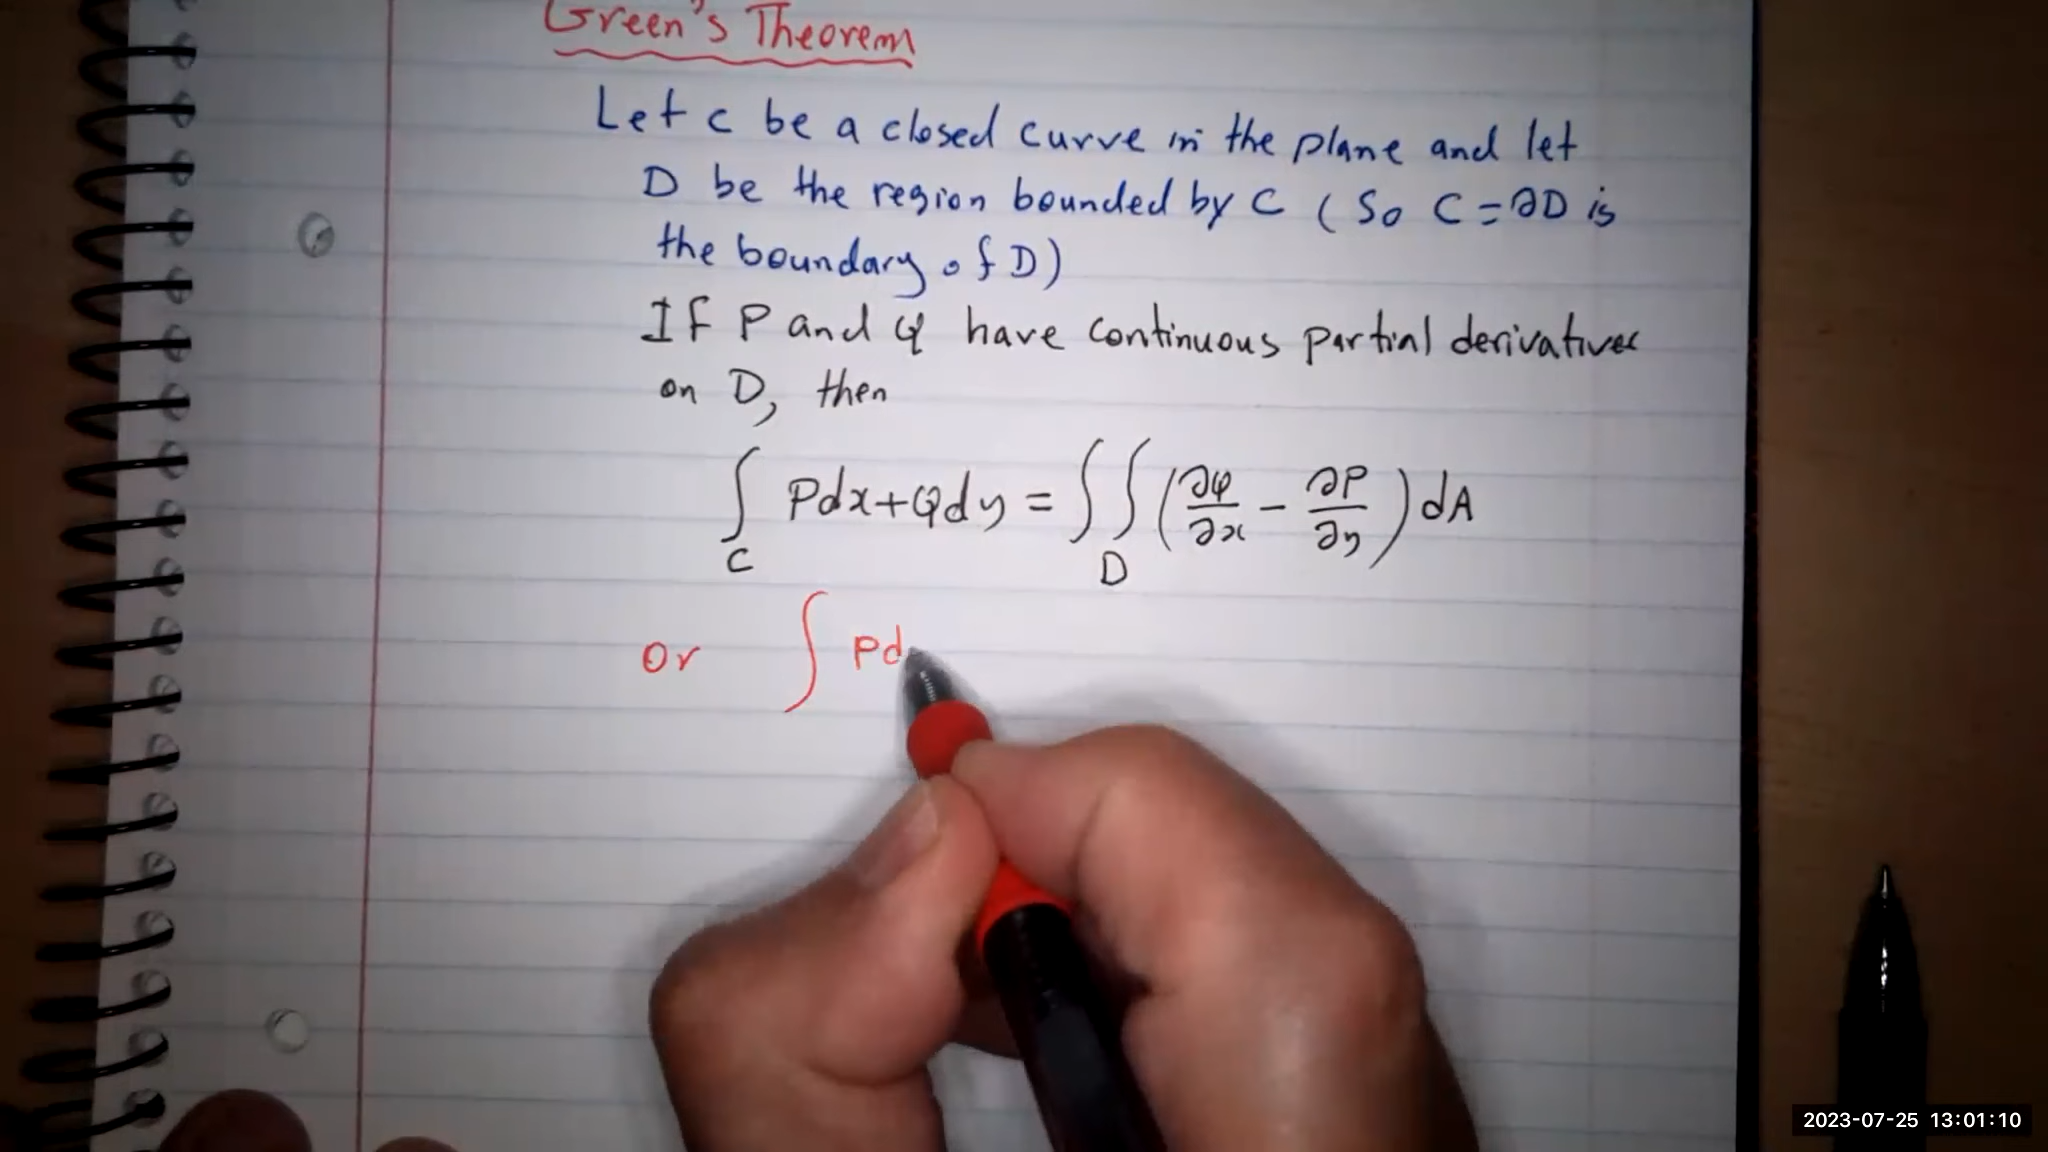 Green's Theorem
Let C be a closed curve in the plane and let
D be the region bounded by C (So C=∂D is
the boundary of D)
If P and Q have continuous partial derivatives
on D, then
∫_C Pdx+Qdy = ∫∫_D (∂Q/∂x − ∂P/∂y) dA
Or ∫ Pd
2023-07-25 13:01:10